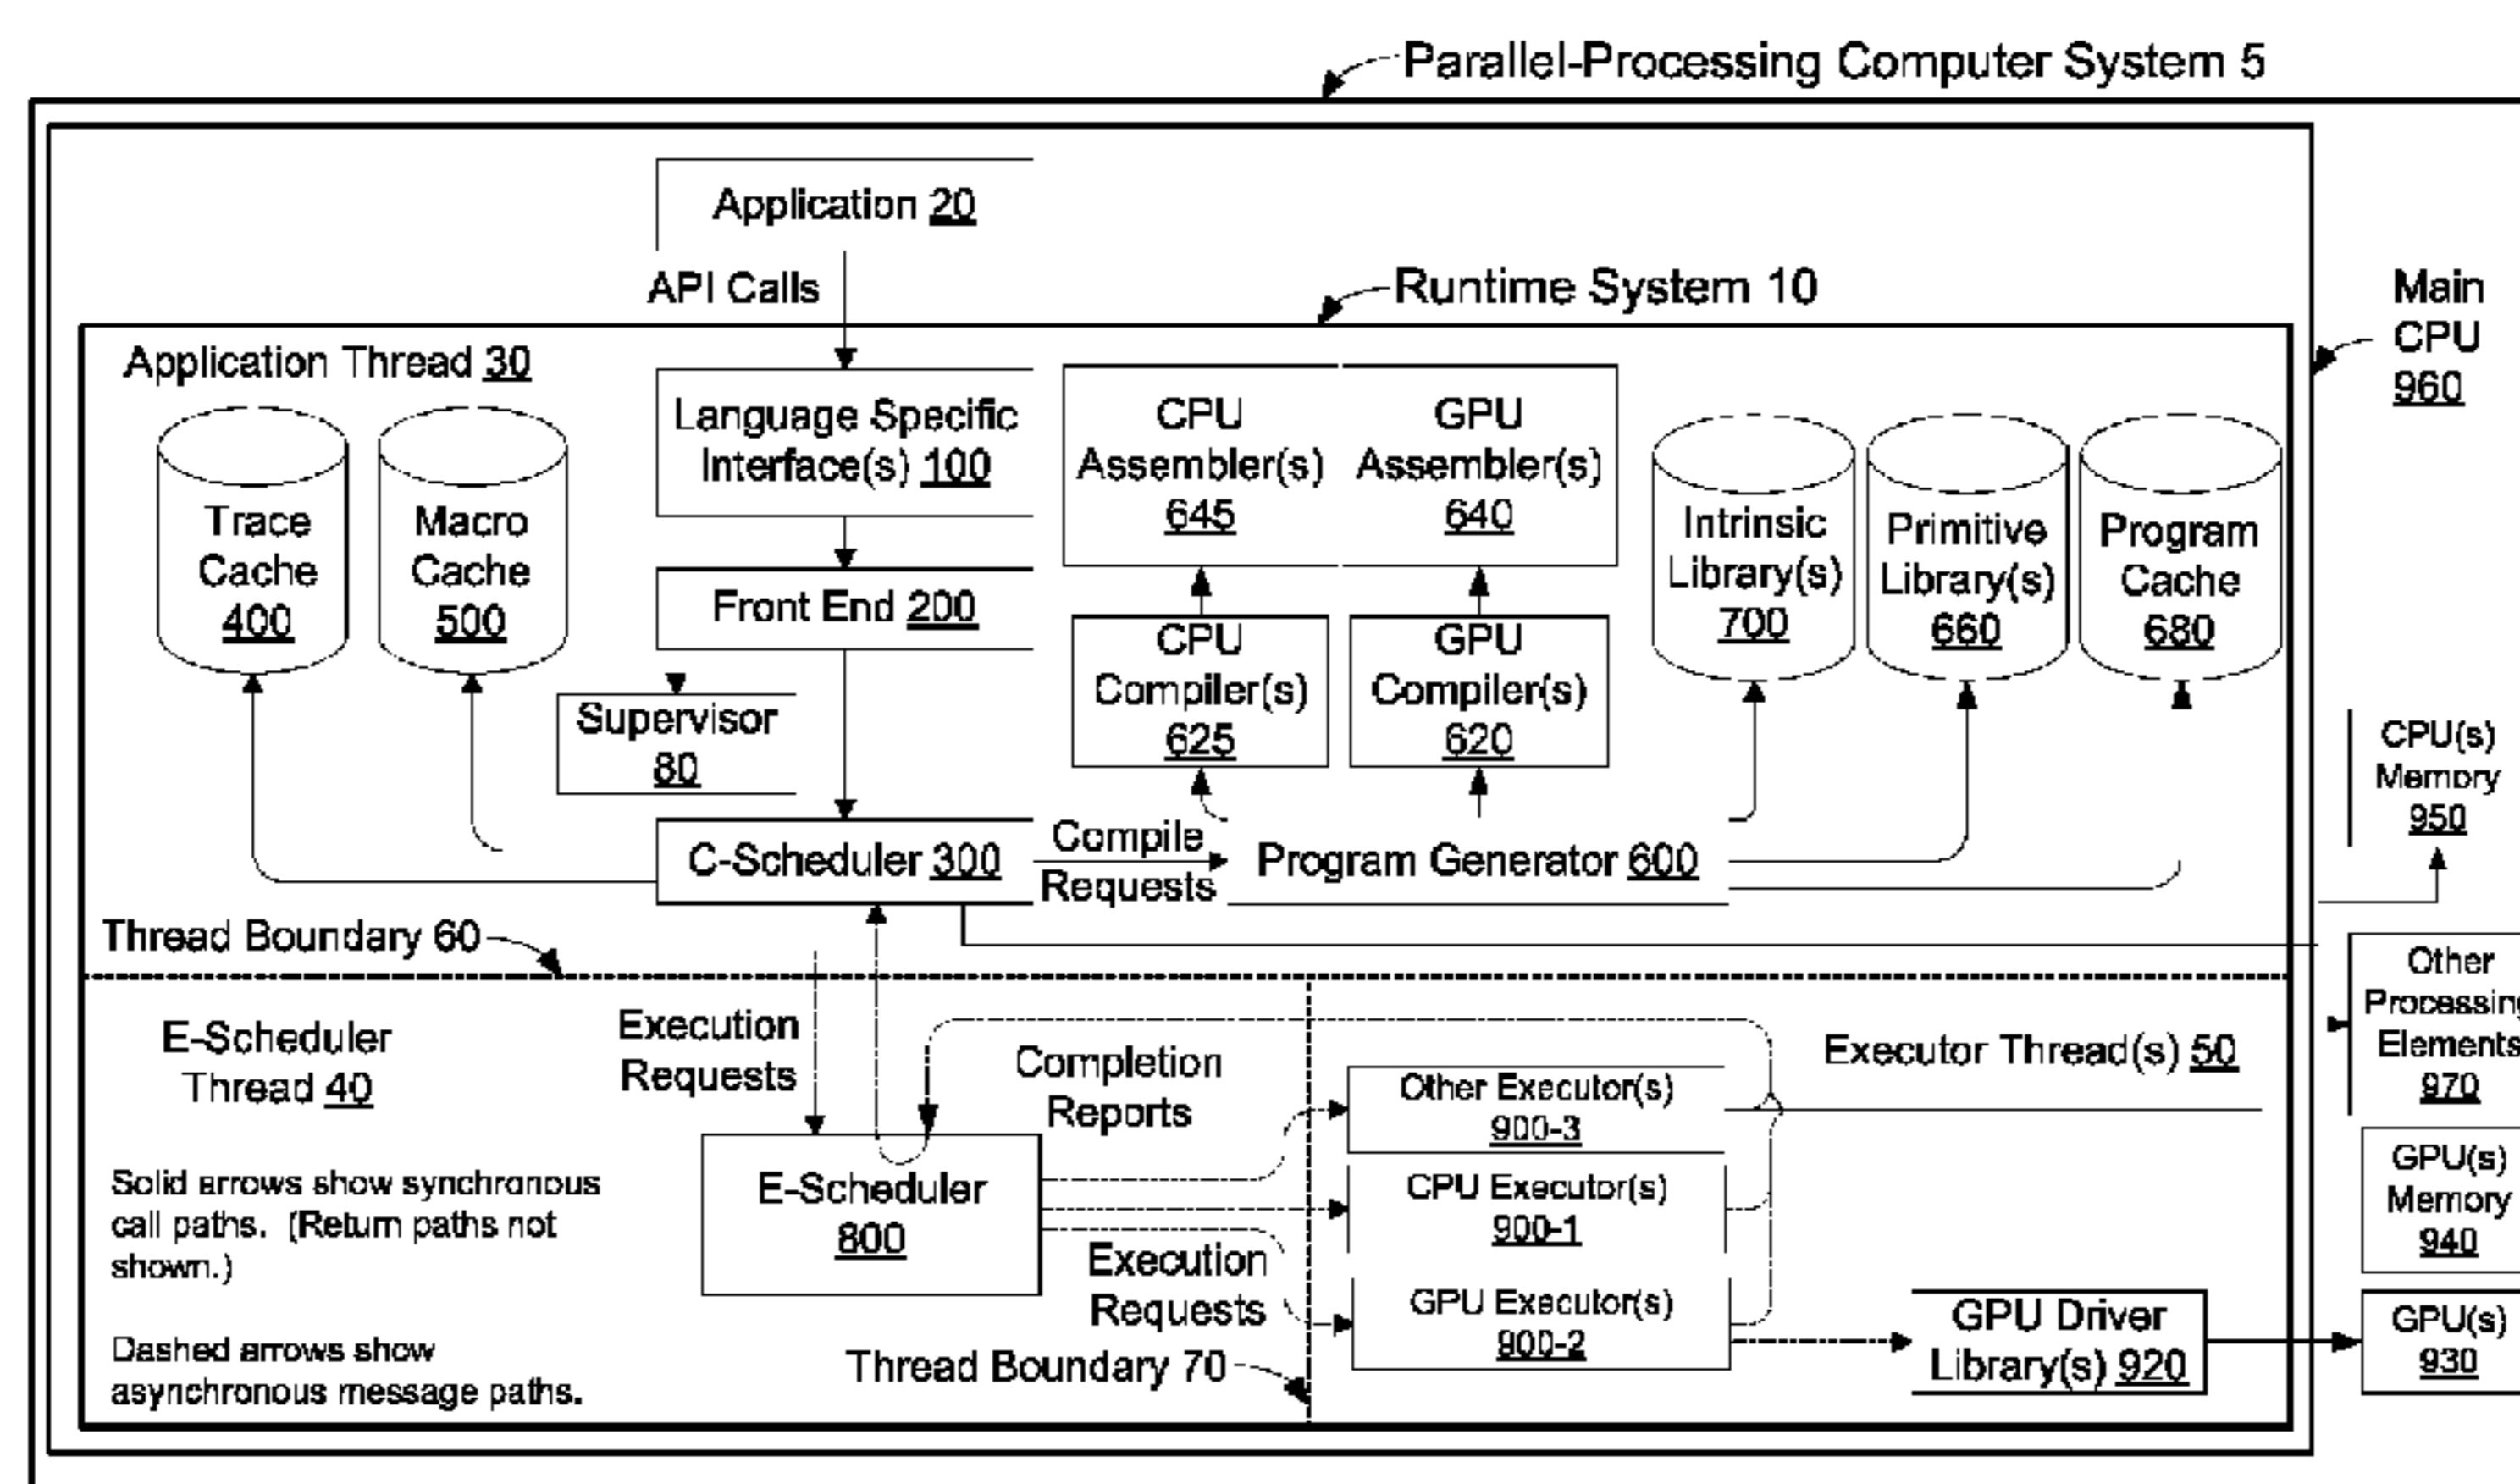 Parallel-Processing Computer System 5
Application 20
API Calls
Runtime System 10
Main
CPU
960
Application Thread 30
Trace
Cache
400
Macro
Cache
500
Language Specific
Interface(s) 100
Front End 200
Supervisor
80
CPU
Assembler(s)
645
GPU
Assembler(s)
640
CPU
Compiler(s)
625
GPU
Compiler(s)
620
Intrinsic
Library(s)
700
Primitive
Library(s)
660
Program
Cache
680
CPU(s)
Memory
950
C-Scheduler 300
Compile
Requests
Program Generator 600
Thread Boundary 60
Other
Processing
Elements
970
E-Scheduler
Thread 40
Execution
Requests
Completion
Reports
Executor Thread(s) 50
Other Executor(s)
900-3
CPU Executor(s)
900-1
GPU Executor(s)
900-2
E-Scheduler
800
Execution
Requests
Thread Boundary 70
GPU(s)
Memory
940
GPU Driver
Library(s) 920
GPU(s)
930
Solid arrows show synchronous
call paths. (Return paths not
shown.)
Dashed arrows show
asynchronous message paths.